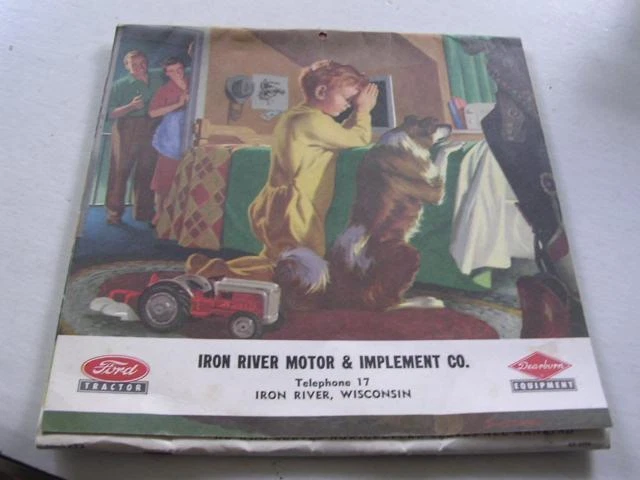 IRON RIVER MOTOR & IMPLEMENT CO.
Telephone 17
IRON RIVER, WISCONSIN
Ford
TRACTOR
Dearborn
EQUIPMENT